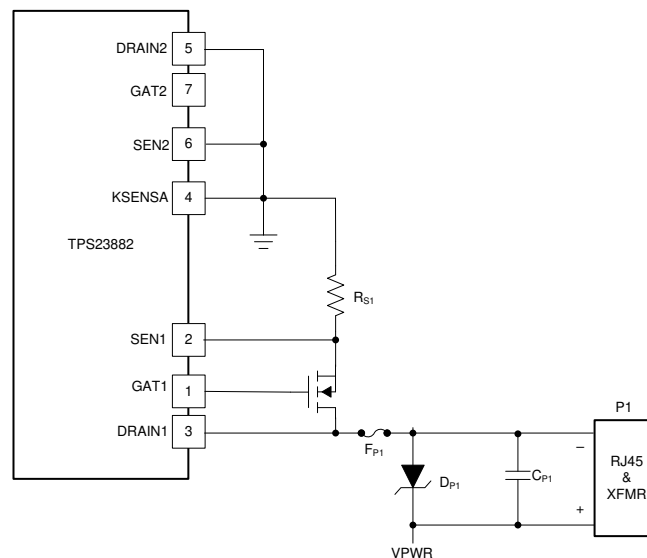 DRAIN2 5
GAT2 7
SEN2 6
KSENSA 4
TPS23882
RS1
SEN1 2
GAT1 1
DRAIN1 3
FP1
DP1
CP1
VPWR
P1
–
RJ45
&
XFMR
+